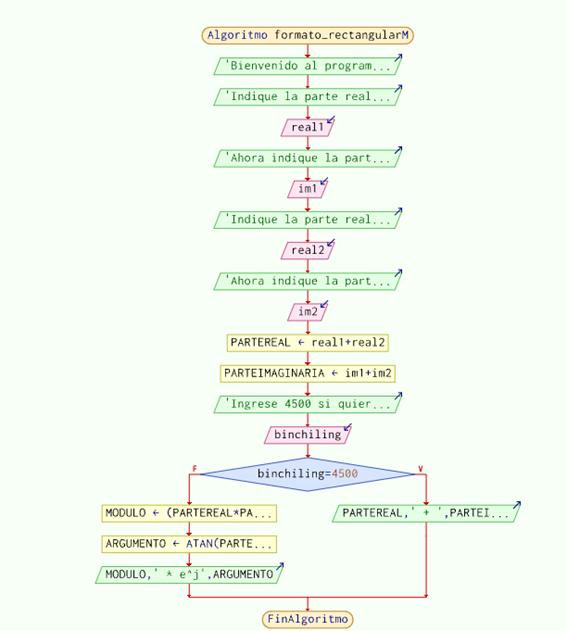 Algoritmo formato_rectangularM
'Bienvenido al program...
'Indique la parte real...
real1
'Ahora indique la part...
im1
'Indique la parte real...
real2
'Ahora indique la part...
im2
PARTEREAL ← real1+real2
PARTEIMAGINARIA ← im1+im2
'Ingrese 4500 si quier...
binchiling
F
V
binchiling=4500
MODULO ← (PARTEREAL*PA...
PARTEREAL,' + ',PARTEI...
ARGUMENTO ← ATAN(PARTE...
MODULO,' * e^j',ARGUMENTO
FinAlgoritmo